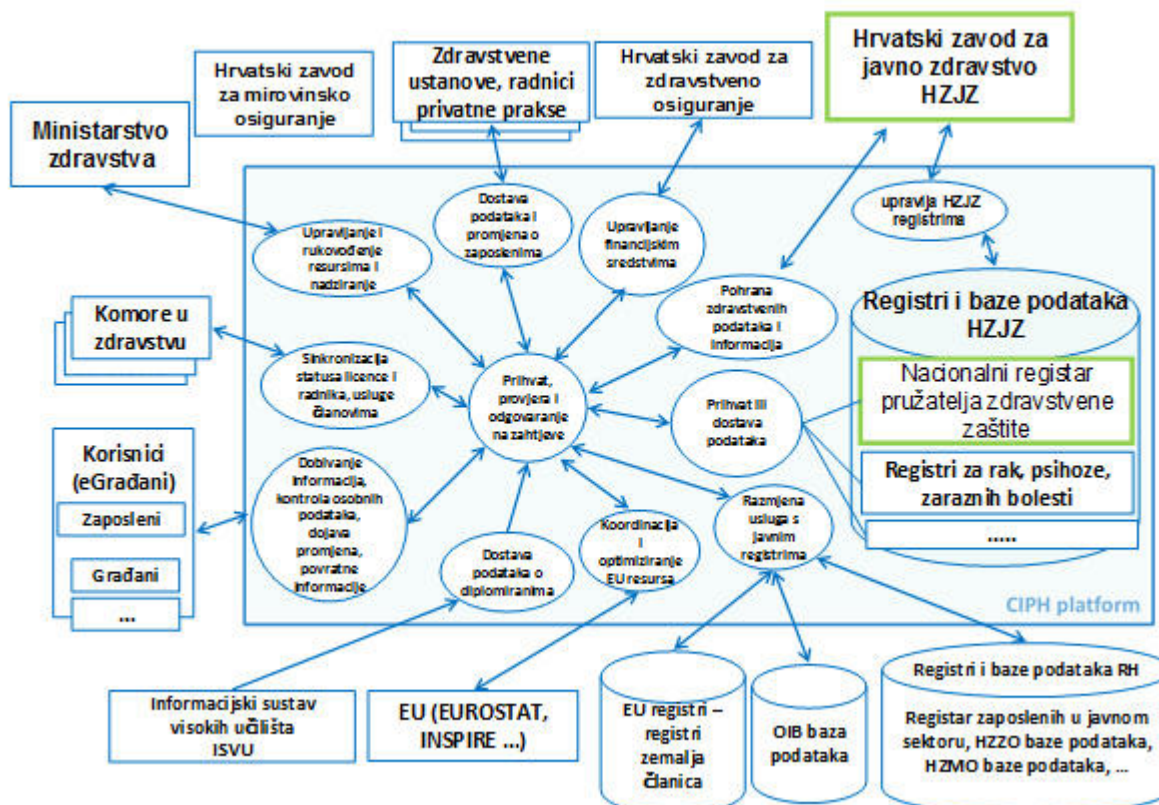 Hrvatski zavod
za mirovinsko
osiguranje
Zdravstvene
ustanove, radnici
privatne prakse
Hrvatski zavod za
zdravstveno
osiguranje
Hrvatski zavod za
javno zdravstvo
HZJZ
Ministarstvo
zdravstva
Upravljanje i
rukovođenje
resursima i
nadziranje
Dostava
podataka i
promjena o
zaposlenima
Upravljanje
financijskim
sredstvima
upravlja HZJZ
registrima
Pohrana
zdravstvenih
podataka i
informacija
Registri i baze podataka
HZJZ
Komore u
zdravstvu
Sinkronizacija
statusa licence i
radnika, usluge
članovima
Prihvat,
provjera i
odgovaranje
na zahtjeve
Prihvat ili
dostava
podataka
Nacionalni registar
pružatelja zdravstvene
zaštite
Registri za rak, psihoze,
zaraznih bolesti
.....
Korisnici
(eGrađani)
Zaposleni
Građani
...
Dobivanje
informacija,
kontrola osobnih
podataka,
dojava
promjena,
povratne
informacije
Dostava
podataka o
diplomiranima
Koordinacija
i
optimiziranje
EU resursa
Razmjena
usluga s
javnim
registrima
CIPH platform
Informacijski sustav
visokih učilišta
ISVU
EU (EUROSTAT,
INSPIRE ...)
EU registri –
registri
zemalja
članica
OIB baza
podataka
Registri i baze podataka RH
Registar zaposlenih u javnom
sektoru, HZZO baze podataka,
HZMO baze podataka, ...